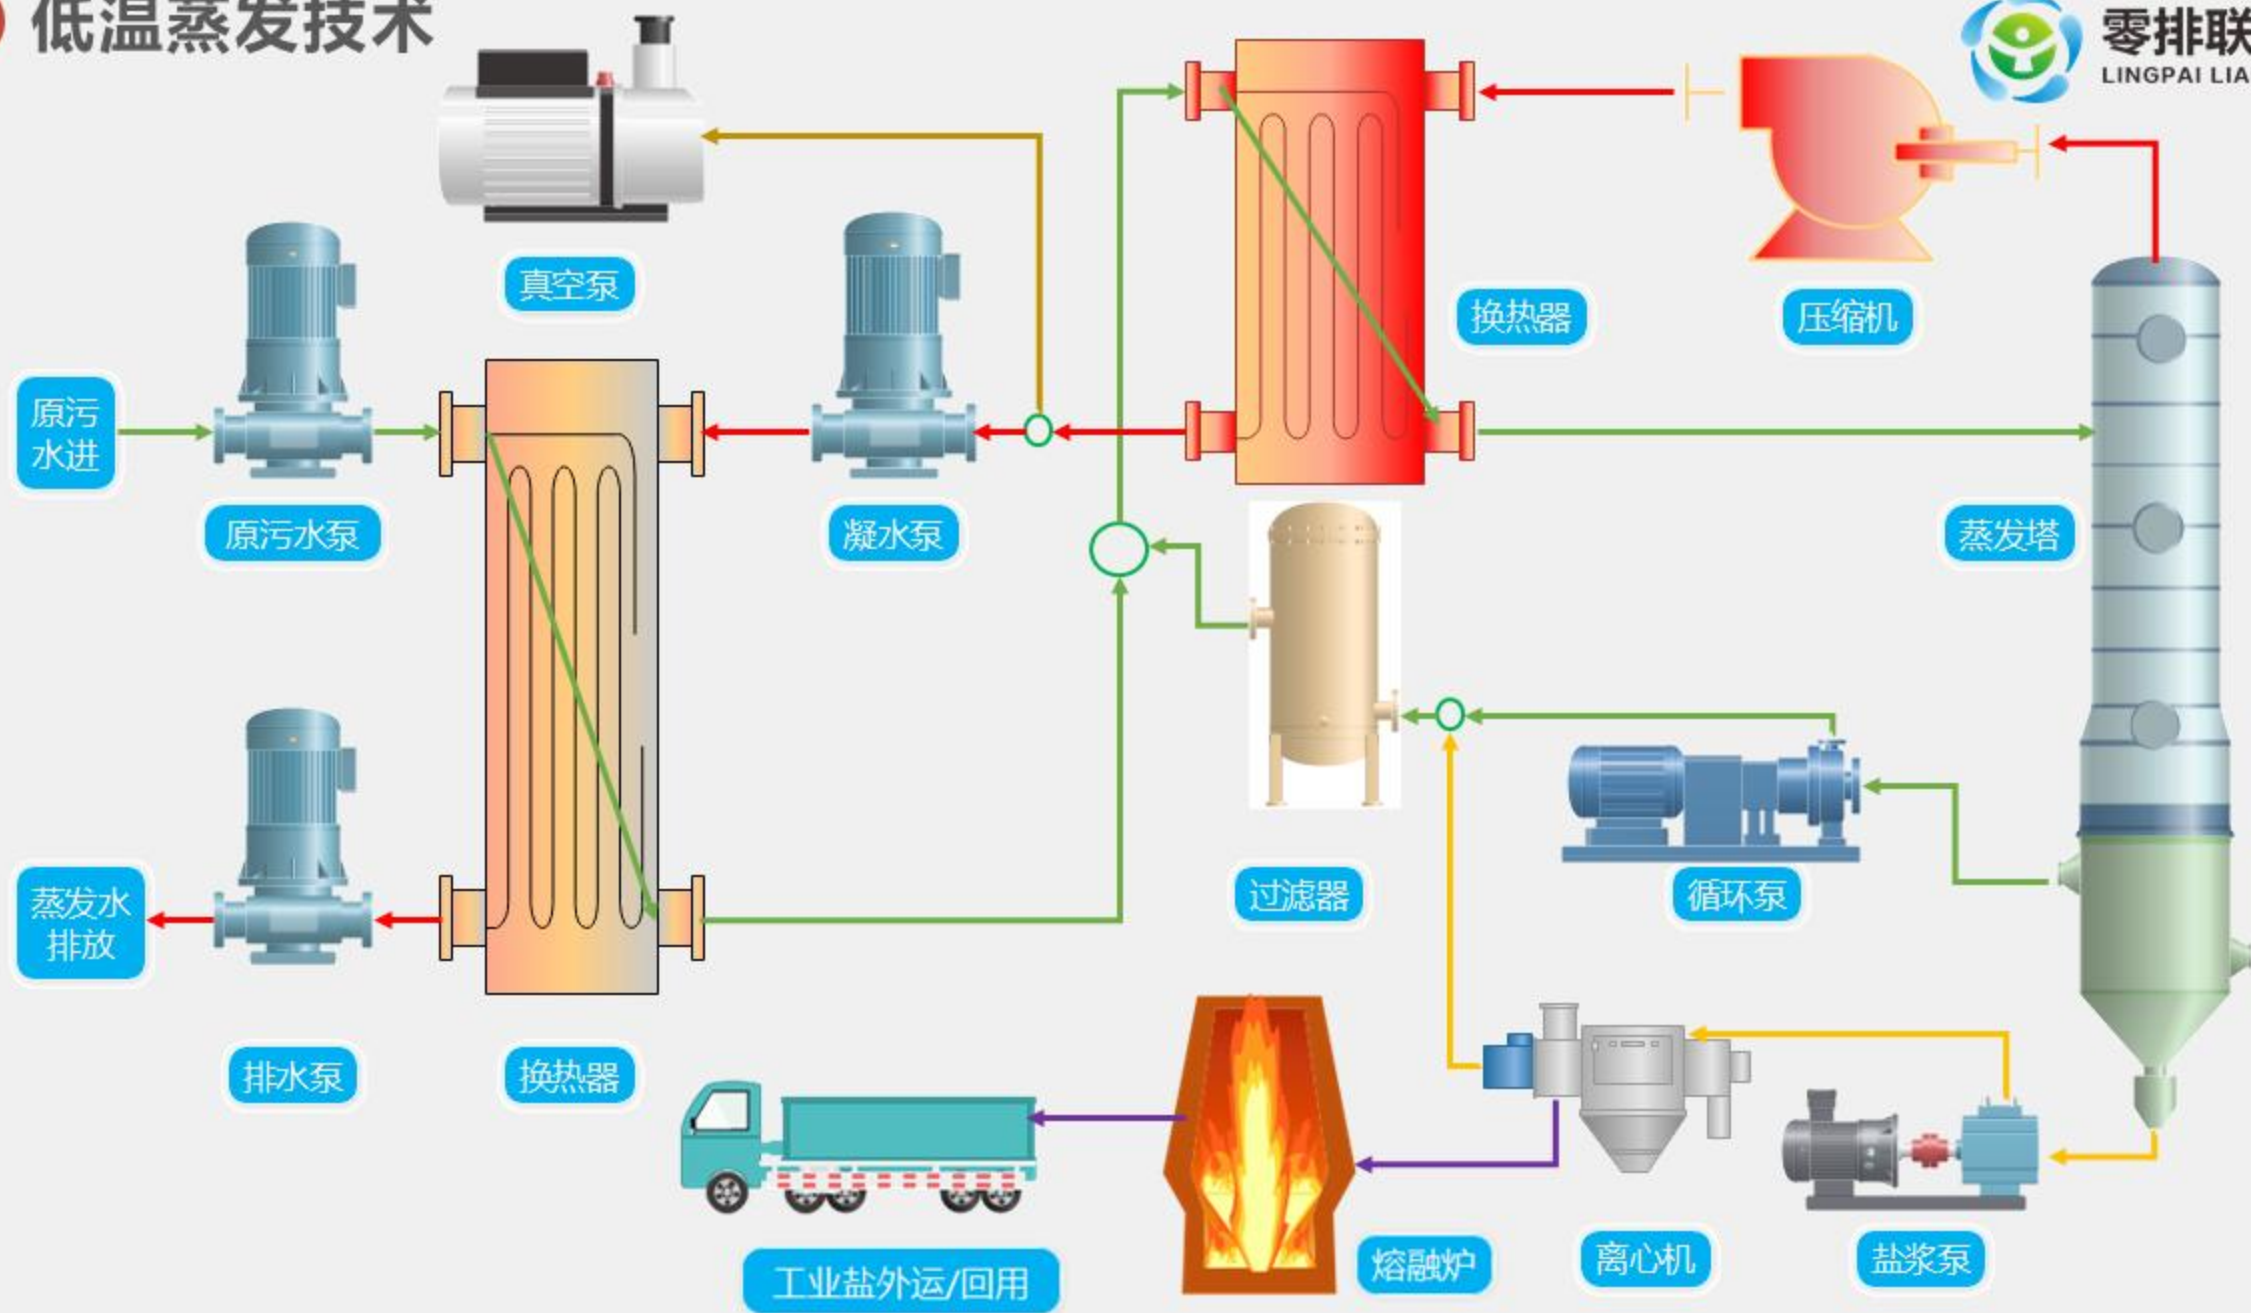 低温蒸发技术
零排联
LINGPAI LIA
真空泵
换热器
压缩机
原污
水进
原污水泵
凝水泵
蒸发塔
蒸发水
排放
过滤器
循环泵
排水泵
换热器
工业盐外运/回用
熔融炉
离心机
盐浆泵